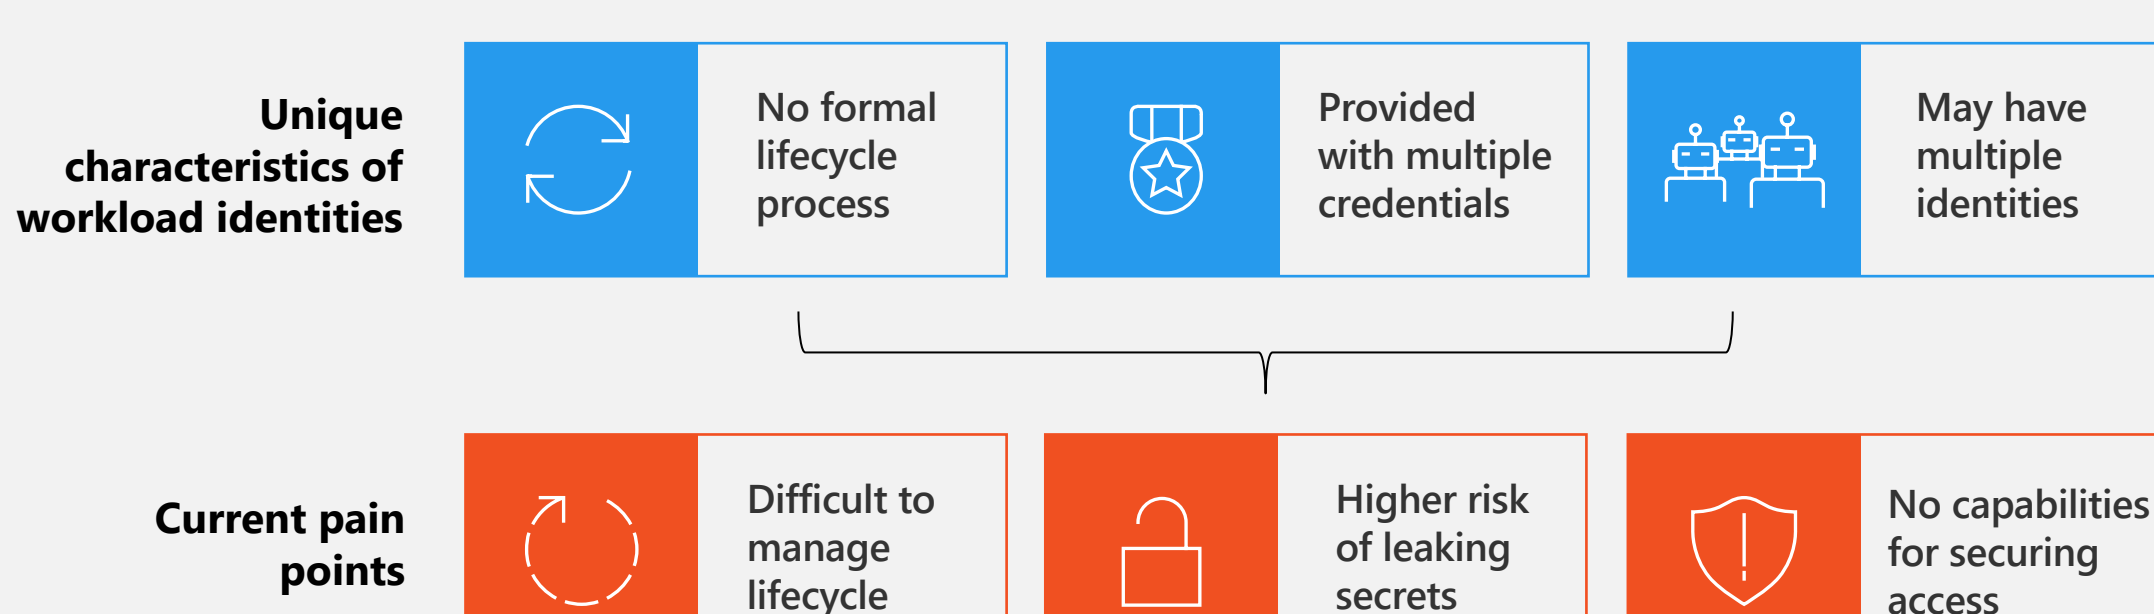 Unique
characteristics of
workload identities
No formal
lifecycle
process
Provided
with multiple
credentials
May have
multiple
identities
Current pain
points
Difficult to
manage
lifecycle
Higher risk
of leaking
secrets
No capabilities
for securing
access